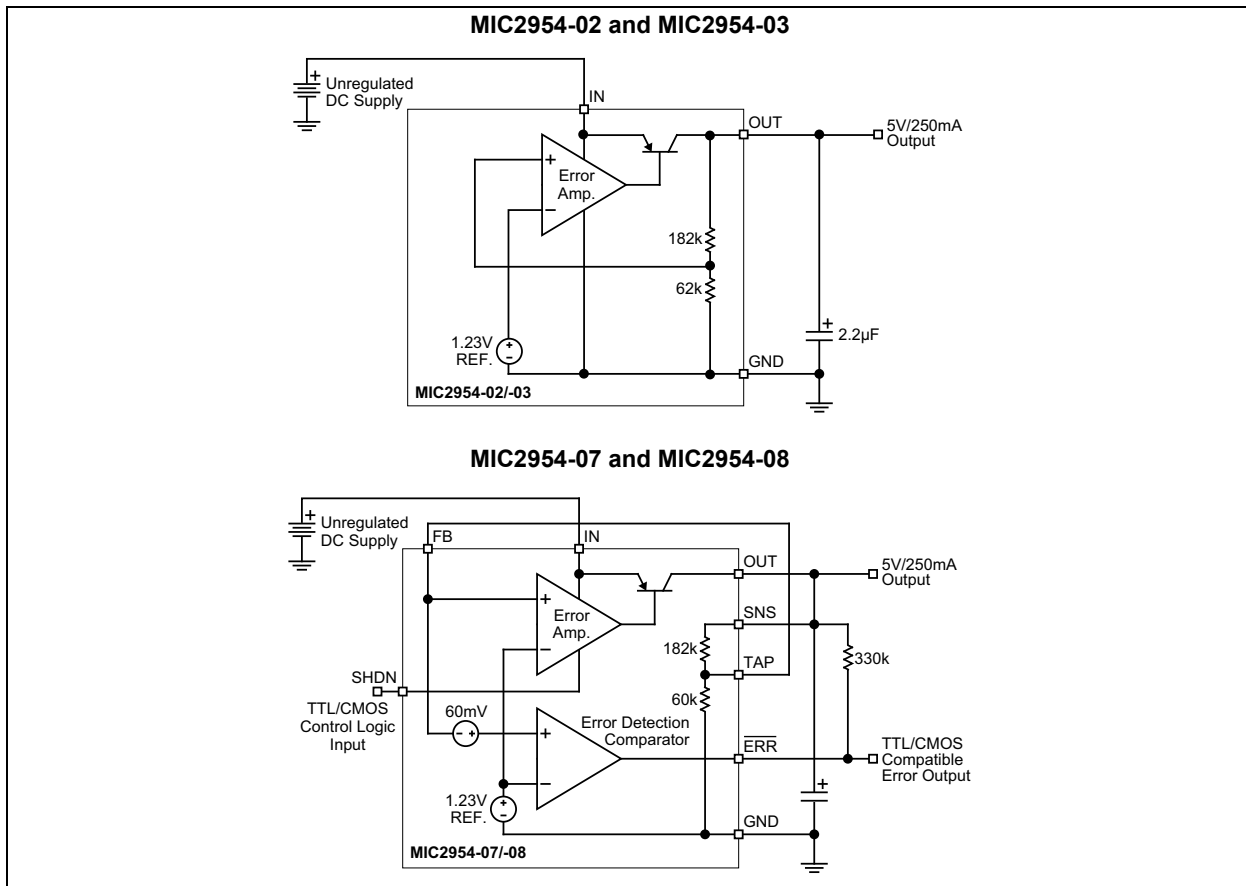 MIC2954-02 and MIC2954-03
+
Unregulated
DC Supply
IN
OUT
5V/250mA
Output
+
Error
Amp.
−
182k
62k
1.23V
REF.
+
−
+
2.2µF
GND
MIC2954-02/-03
MIC2954-07 and MIC2954-08
+
Unregulated
DC Supply
FB
IN
OUT
5V/250mA
Output
+
Error
Amp.
−
SNS
182k
330k
TAP
SHDN
60k
TTL/CMOS
Control Logic
Input
60mV
− +
+
Error Detection
Comparator
ERR
TTL/CMOS
Compatible
Error Output
−
1.23V
REF.
+
−
+
GND
MIC2954-07/-08